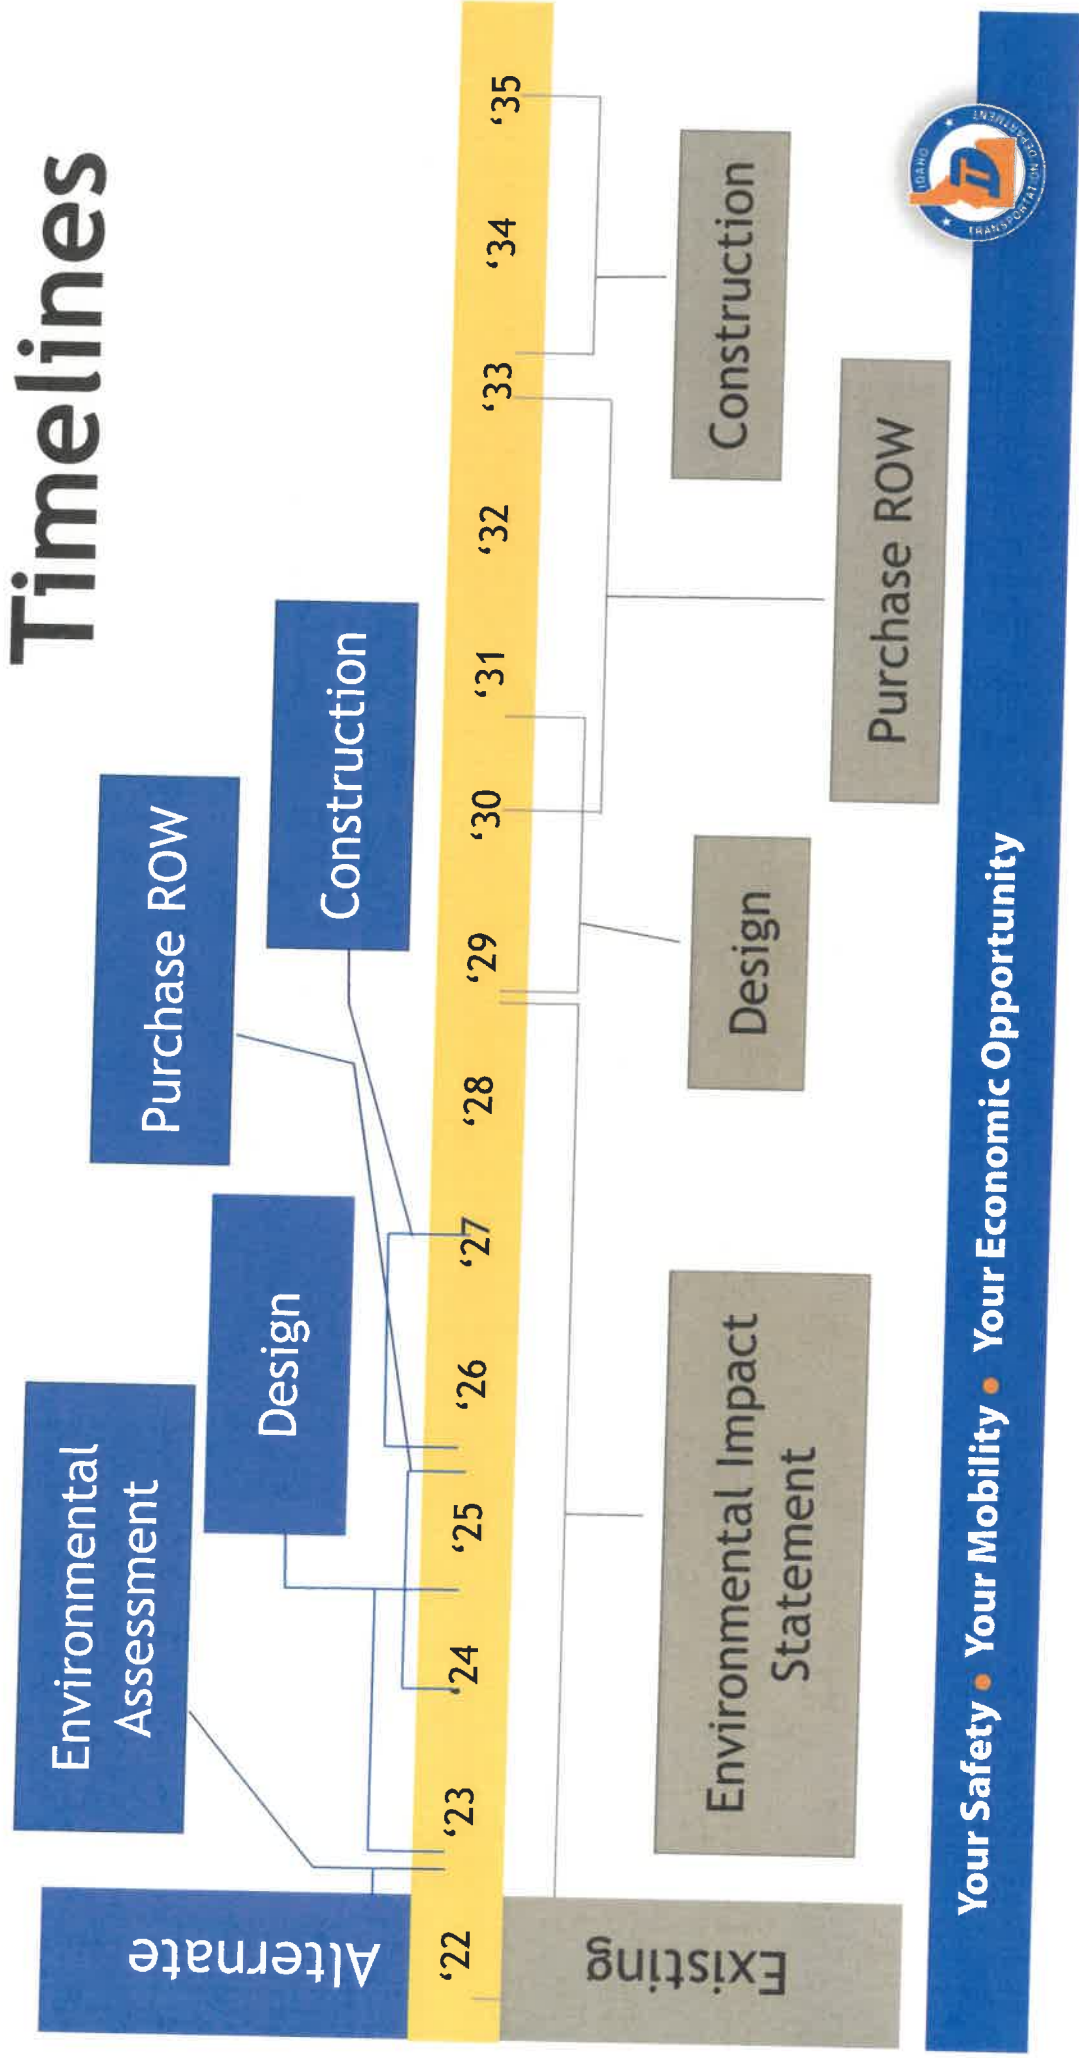 Timelines
Alternate
Environmental
Assessment
Design
Purchase ROW
Construction
‘22
‘23
‘24
‘25
‘26
‘27
‘28
‘29
‘30
‘31
‘32
‘33
‘34
‘35
Existing
Environmental Impact
Statement
Design
Purchase ROW
Construction
Your Safety • Your Mobility • Your Economic Opportunity
IDAHO
TRANSPORTATION DEPARTMENT
ITD